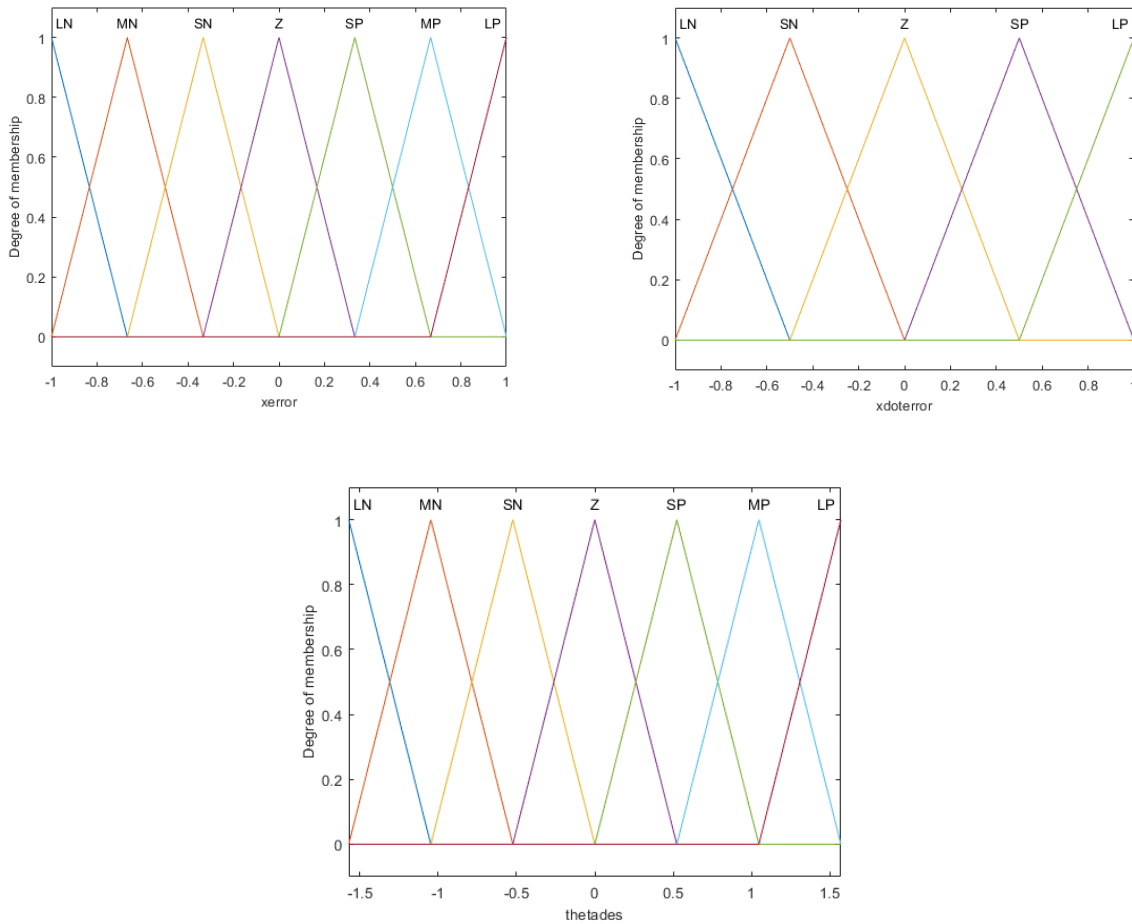 LN MN SN Z SP MP LP
1
0.8
0.6
0.4
0.2
0
Degree of membership
-1 -0.8 -0.6 -0.4 -0.2 0 0.2 0.4 0.6 0.8 1
xerror
LN SN Z SP LP
1
0.8
0.6
0.4
0.2
0
Degree of membership
-1 -0.8 -0.6 -0.4 -0.2 0 0.2 0.4 0.6 0.8 1
xdoterror
LN MN SN Z SP MP LP
1
0.8
0.6
0.4
0.2
0
Degree of membership
-1.5 -1 -0.5 0 0.5 1 1.5
thetades